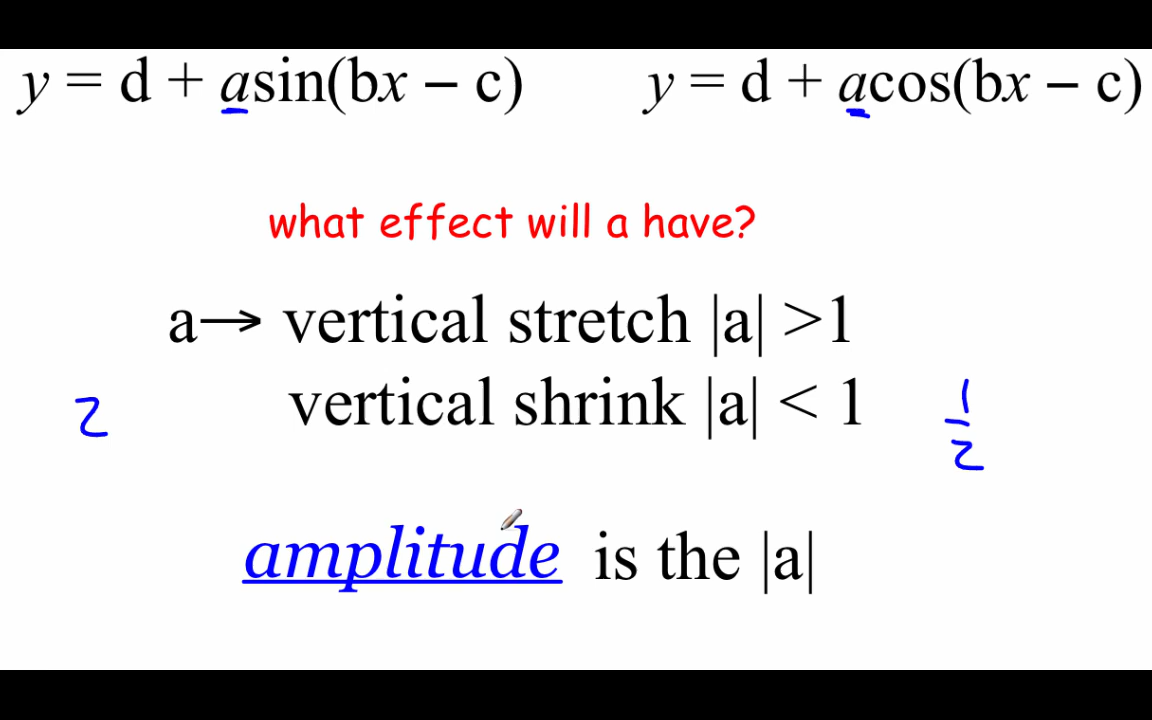 y = d + asin(bx – c) y = d + acos(bx – c)
what effect will a have?
a→ vertical stretch |a| >1
vertical shrink |a| < 1
2
1/2
amplitude is the |a|